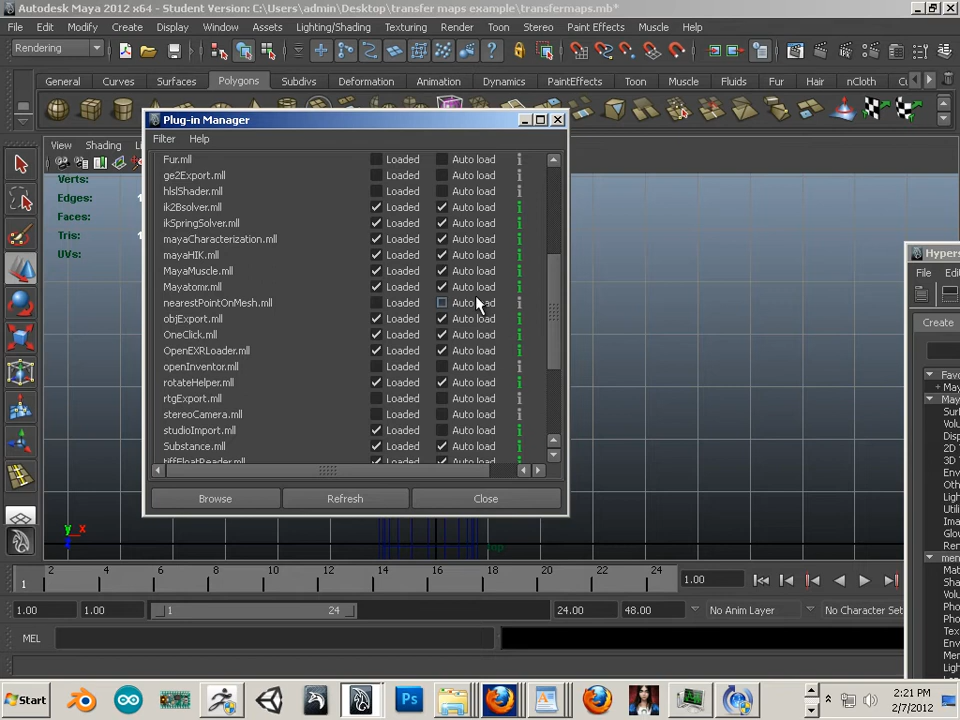 Autodesk Maya 2012 x64 - Student Version: C:\Users\admin\Desktop\transfer maps example\transfermaps.mb*
File Edit Modify Create Display Window Assets Lighting/Shading Texturing Render Toon Stereo Paint Effects Muscle Help
Rendering
General Curves Surfaces Polygons Subdivs Deformation Animation Dynamics PaintEffects Toon Muscle Fluids Fur Hair nCloth
View Shading
Verts:
Edges:
Faces:
Tris:
UVs:
Plug-in Manager
Filter Help
Fur.mll Loaded Auto load i
ge2Export.mll Loaded Auto load i
hlslShader.mll Loaded Auto load i
ik2Bsolver.mll Loaded Auto load i
ikSpringSolver.mll Loaded Auto load i
mayaCharacterization.mll Loaded Auto load i
mayaHIK.mll Loaded Auto load i
MayaMuscle.mll Loaded Auto load i
Mayatomr.mll Loaded Auto load i
nearestPointOnMesh.mll Loaded Auto load i
objExport.mll Loaded Auto load i
OneClick.mll Loaded Auto load i
OpenEXRLoader.mll Loaded Auto load i
openInventor.mll Loaded Auto load i
rotateHelper.mll Loaded Auto load i
rtgExport.mll Loaded Auto load i
stereoCamera.mll Loaded Auto load i
studioImport.mll Loaded Auto load i
Substance.mll Loaded Auto load i
tiffFloatReader.mll Loaded Auto load
Browse Refresh Close
Hypers
File Edi
Create
Favo
+ May
May
Sur
Volu
Disp
2D T
3D T
Env
Oth
Ligh
Utili
Ima
Glow
Ren
men
Mat
Sha
Volu
Pho
Pho
Tex
Env
Men
Ligh
Len
y x
top
2 4 6 8 10 12 14 16 18 20 22 24
1 1.00
1.00 1.00 1 24 24.00 48.00 No Anim Layer No Character Set
MEL
Start Ps 2:21 PM
2/7/2012